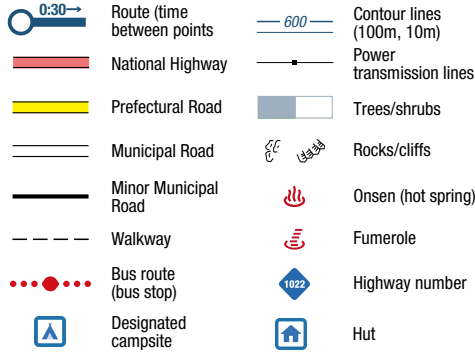 0:30
Route (time
between points
National Highway
Prefectural Road
Municipal Road
Minor Municipal
Road
Walkway
Bus route
(bus stop)
Designated
campsite
600
Contour lines
(100m, 10m)
Power
transmission lines
Trees/shrubs
Rocks/cliffs
Onsen (hot spring)
Fumerole
1022
Highway number
Hut